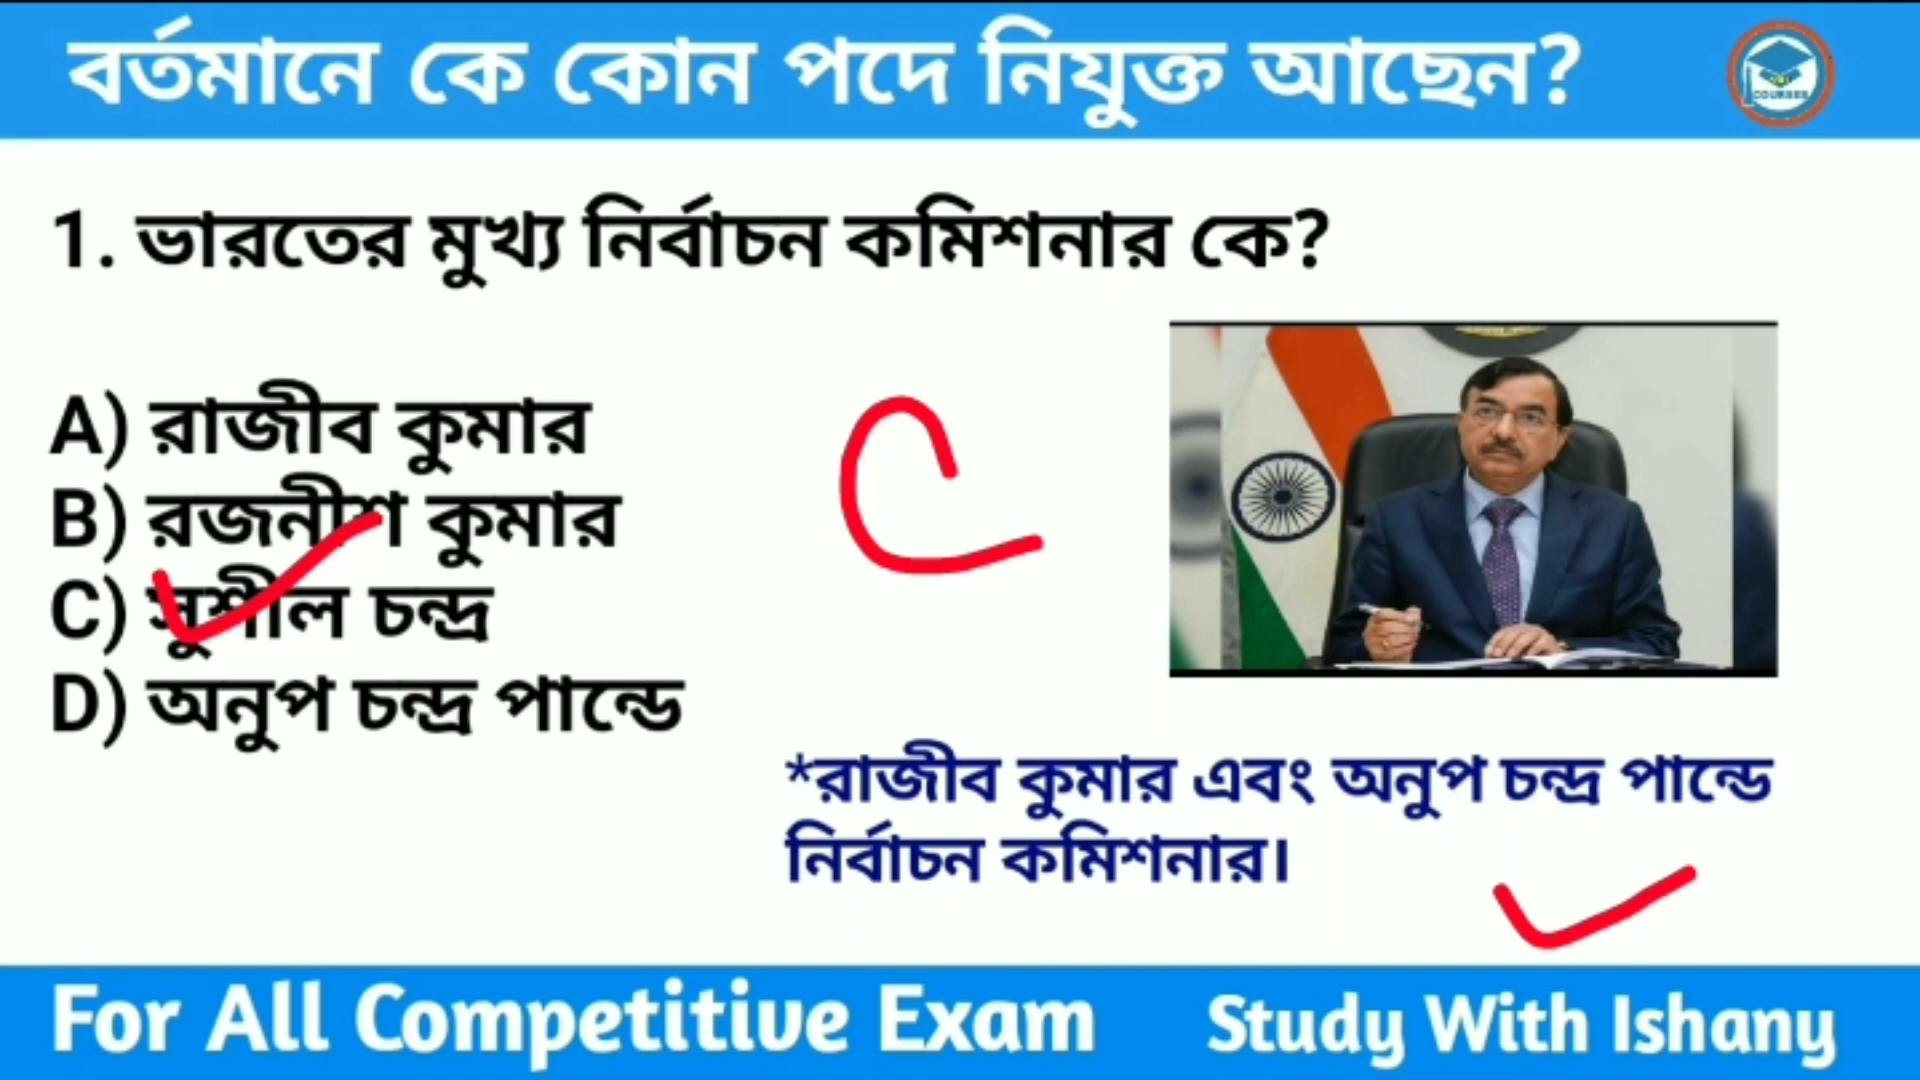 বর্তমানে কে কোন পদে নিযুক্ত আছেন?
COURSES
1. ভারতের মুখ্য নির্বাচন কমিশনার কে?
A) রাজীব কুমার
B) রজনীশ কুমার
C) সুশীল চন্দ্র
D) অনুপ চন্দ্র পান্ডে
C
*রাজীব কুমার এবং অনুপ চন্দ্র পান্ডে
নির্বাচন কমিশনার।
For All Competitive Exam
Study With Ishany